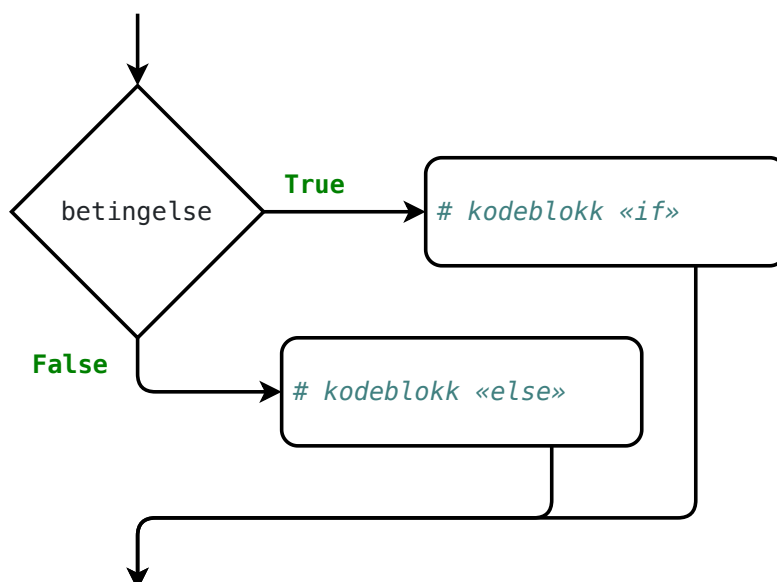 True
betingelse
# kodeblokk «if»
False
# kodeblokk «else»